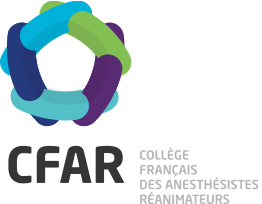 CFAR
COLLÈGE
FRANÇAIS
DES ANESTHÉSISTES
RÉANIMATEURS